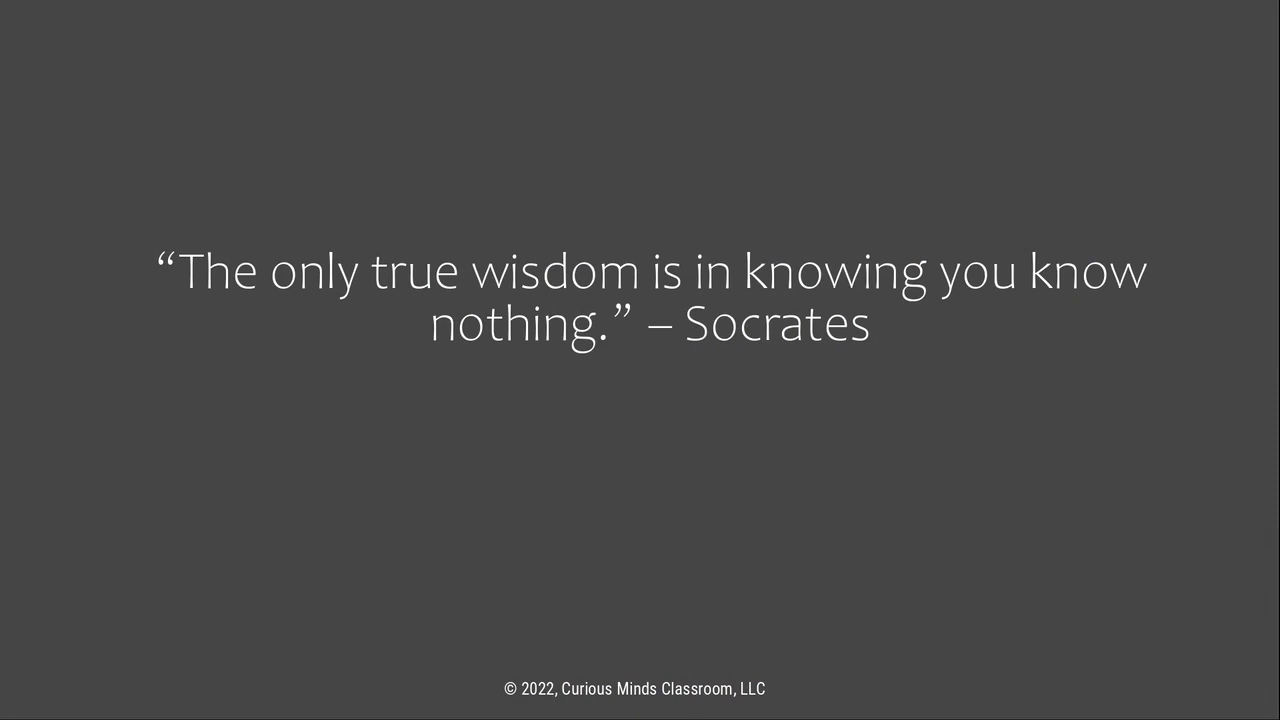 “The only true wisdom is in knowing you know
nothing.” – Socrates
© 2022, Curious Minds Classroom, LLC